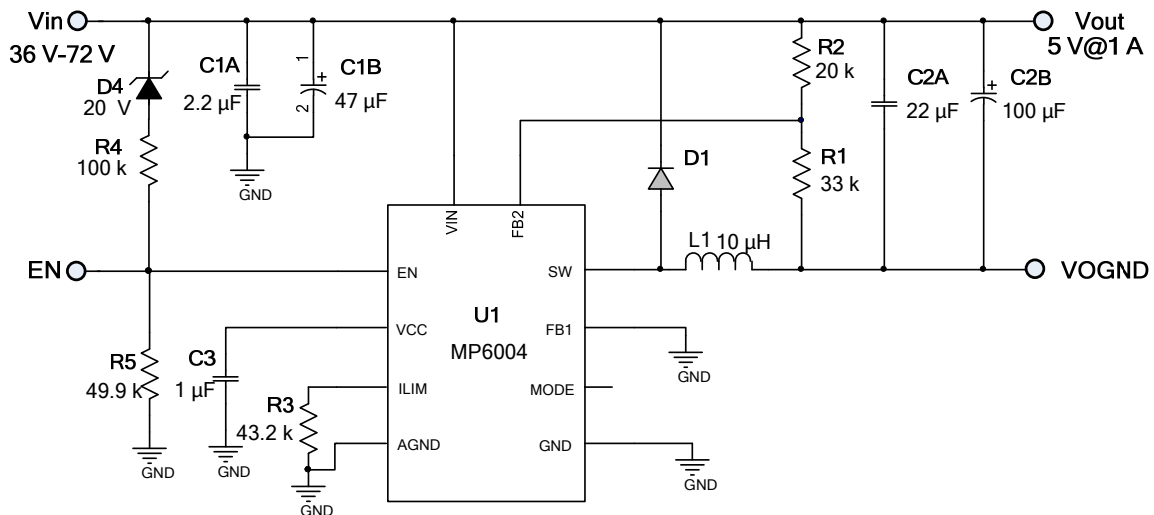 Vin
36 V-72 V
Vout
5 V@1 A
D4
20 V
C1A
2.2 µF
1
C1B
2
47 µF
R2
20 k
C2A
22 µF
C2B
100 µF
R4
100 k
GND
D1
R1
33 k
VIN
FB2
L1 10 µH
EN
EN
SW
VOGND
U1
MP6004
VCC
FB1
GND
R5
49.9 k
C3
1 µF
R3
43.2 k
ILIM
MODE
AGND
GND
GND
GND
GND
GND